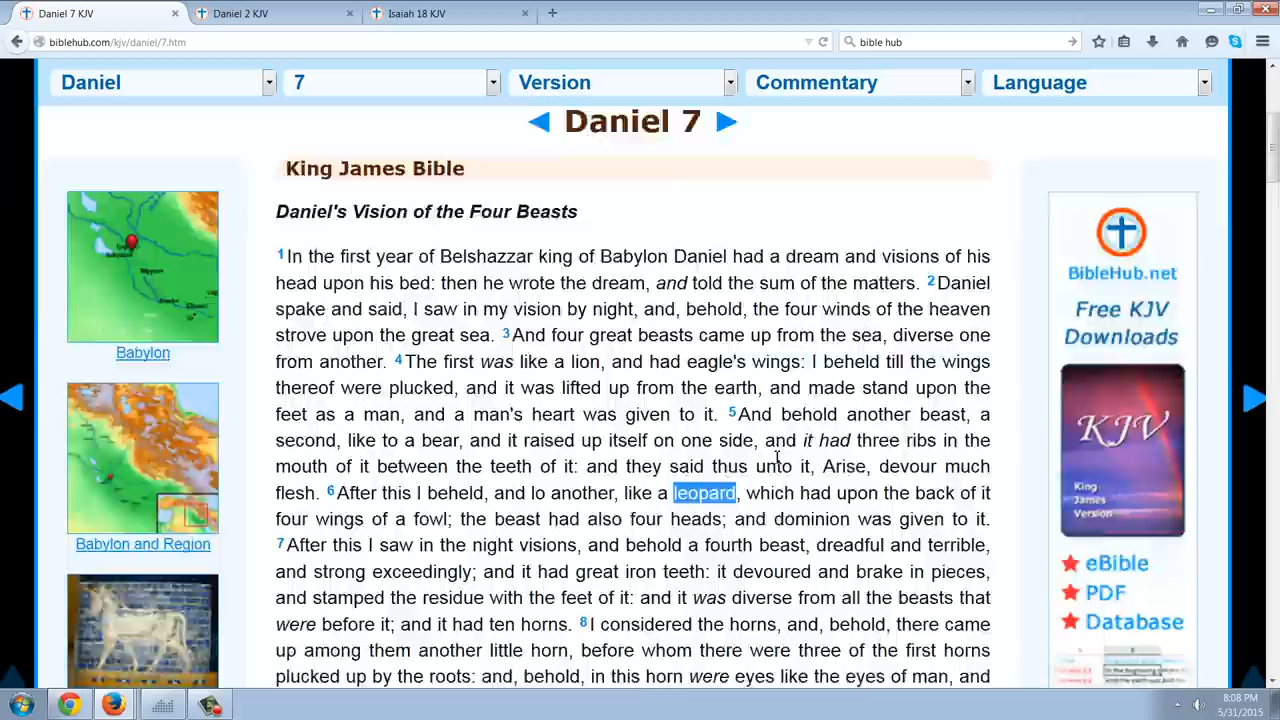 Daniel 7 KJV
Daniel 2 KJV
Isaiah 18 KJV
biblehub.com/kjv/daniel/7.htm
bible hub
Daniel 7 Version Commentary Language
Daniel 7
King James Bible
Daniel's Vision of the Four Beasts
1In the first year of Belshazzar king of Babylon Daniel had a dream and visions of his
head upon his bed: then he wrote the dream, and told the sum of the matters. 2Daniel
spake and said, I saw in my vision by night, and, behold, the four winds of the heaven
strove upon the great sea. 3And four great beasts came up from the sea, diverse one
from another. 4The first was like a lion, and had eagle's wings: I beheld till the wings
thereof were plucked, and it was lifted up from the earth, and made stand upon the
feet as a man, and a man's heart was given to it. 5And behold another beast, a
second, like to a bear, and it raised up itself on one side, and it had three ribs in the
mouth of it between the teeth of it: and they said thus unto it, Arise, devour much
flesh. 6After this I beheld, and lo another, like a leopard, which had upon the back of it
four wings of a fowl; the beast had also four heads; and dominion was given to it.
7After this I saw in the night visions, and behold a fourth beast, dreadful and terrible,
and strong exceedingly; and it had great iron teeth: it devoured and brake in pieces,
and stamped the residue with the feet of it: and it was diverse from all the beasts that
were before it; and it had ten horns. 8I considered the horns, and, behold, there came
up among them another little horn, before whom there were three of the first horns
plucked up by the roots: and, behold, in this horn were eyes like the eyes of man, and
Babylon
Babylon and Region
BibleHub.net
Free KJV
Downloads
KJV
King
James
Version
eBible
PDF
Database
8:08 PM
5/31/2015